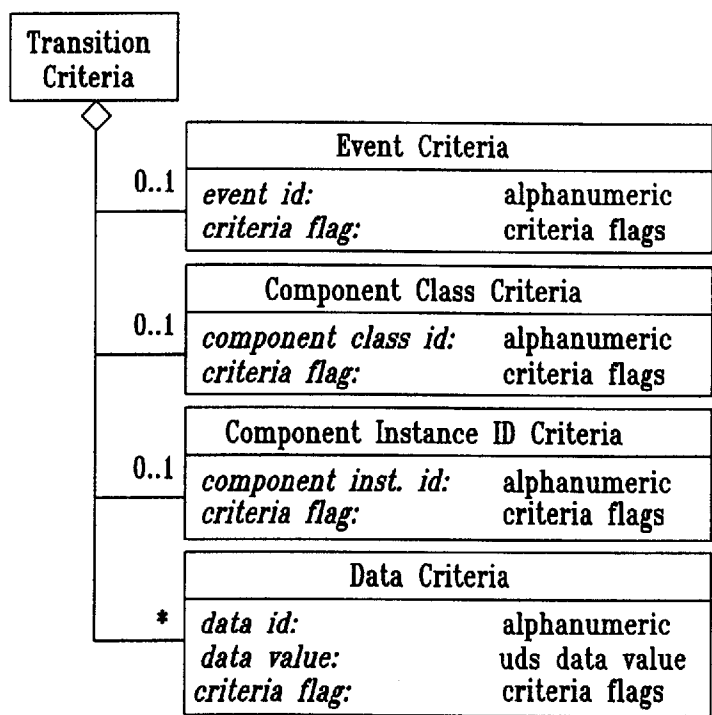 Transition
Criteria
Event Criteria
0..1
event id: alphanumeric
criteria flag: criteria flags
Component Class Criteria
0..1
component class id: alphanumeric
criteria flag: criteria flags
Component Instance ID Criteria
0..1
component inst. id: alphanumeric
criteria flag: criteria flags
Data Criteria
*
data id: alphanumeric
data value: uds data value
criteria flag: criteria flags